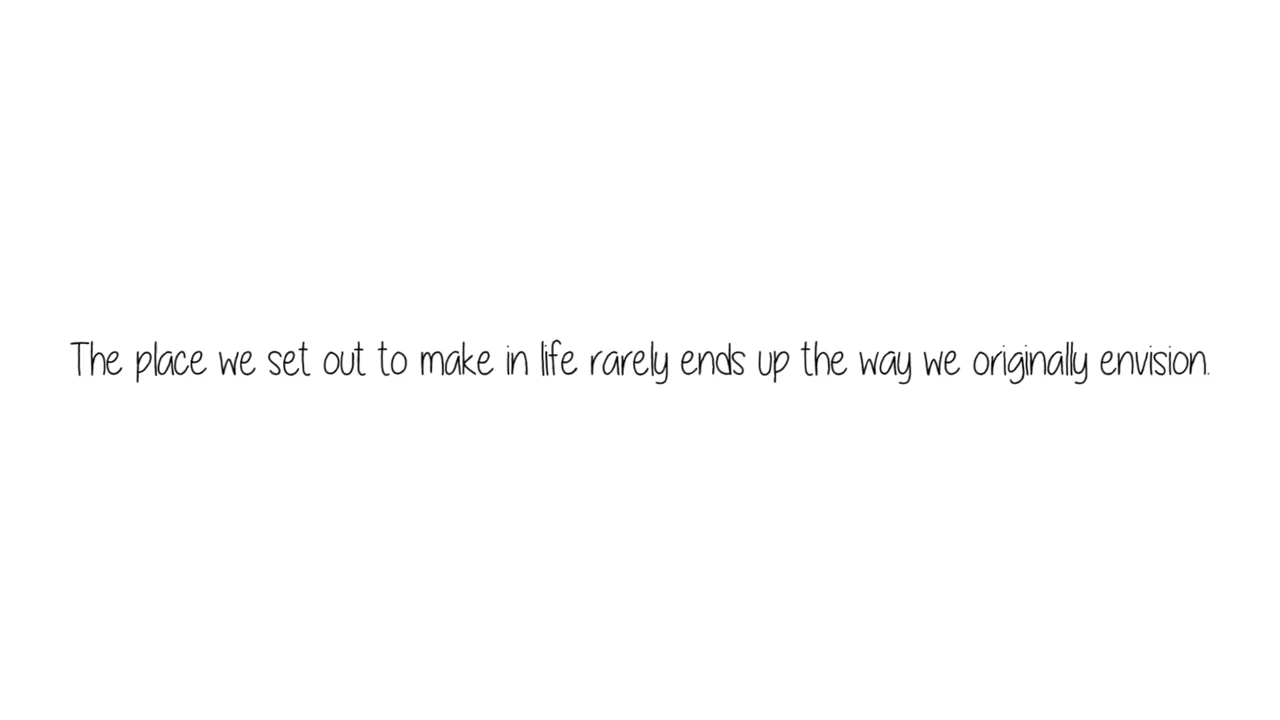 The place we set out to make in life rarely ends up the way we originally envision.